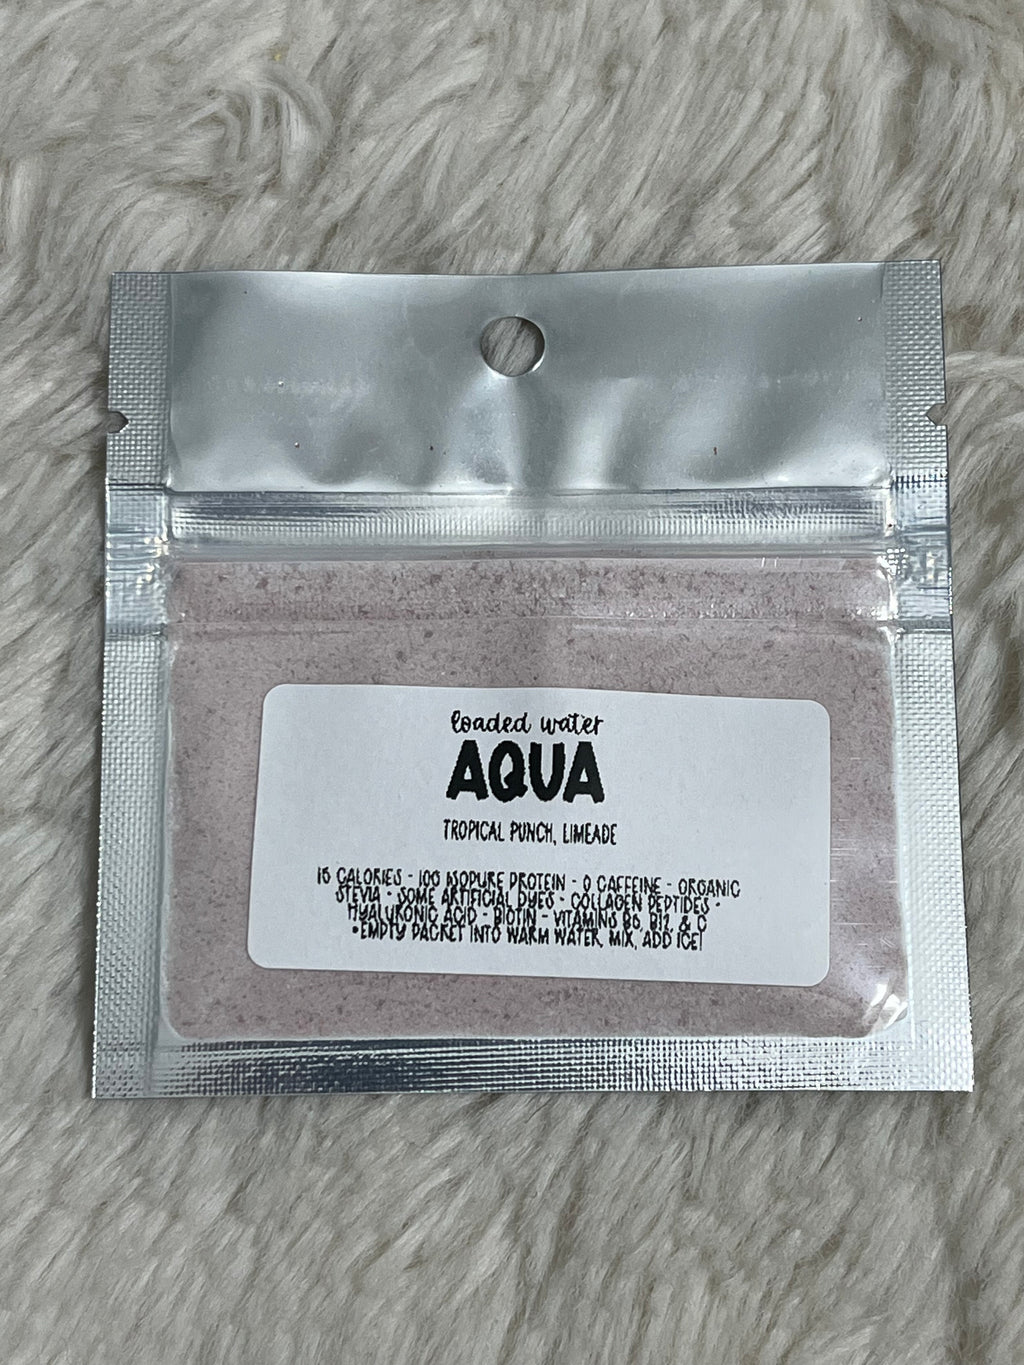 loaded water
AQUA
TROPICAL PUNCH, LIMEADE
15 CALORIES - 10G ISOPURE PROTEIN - 0 CAFFEINE - ORGANIC
STEVIA - SOME ARTIFICIAL DYES - COLLAGEN PEPTIDES -
HYALURONIC ACID - BIOTIN - VITAMINS B6, B12, & C
*EMPTY PACKET INTO WARM WATER, MIX, ADD ICE!